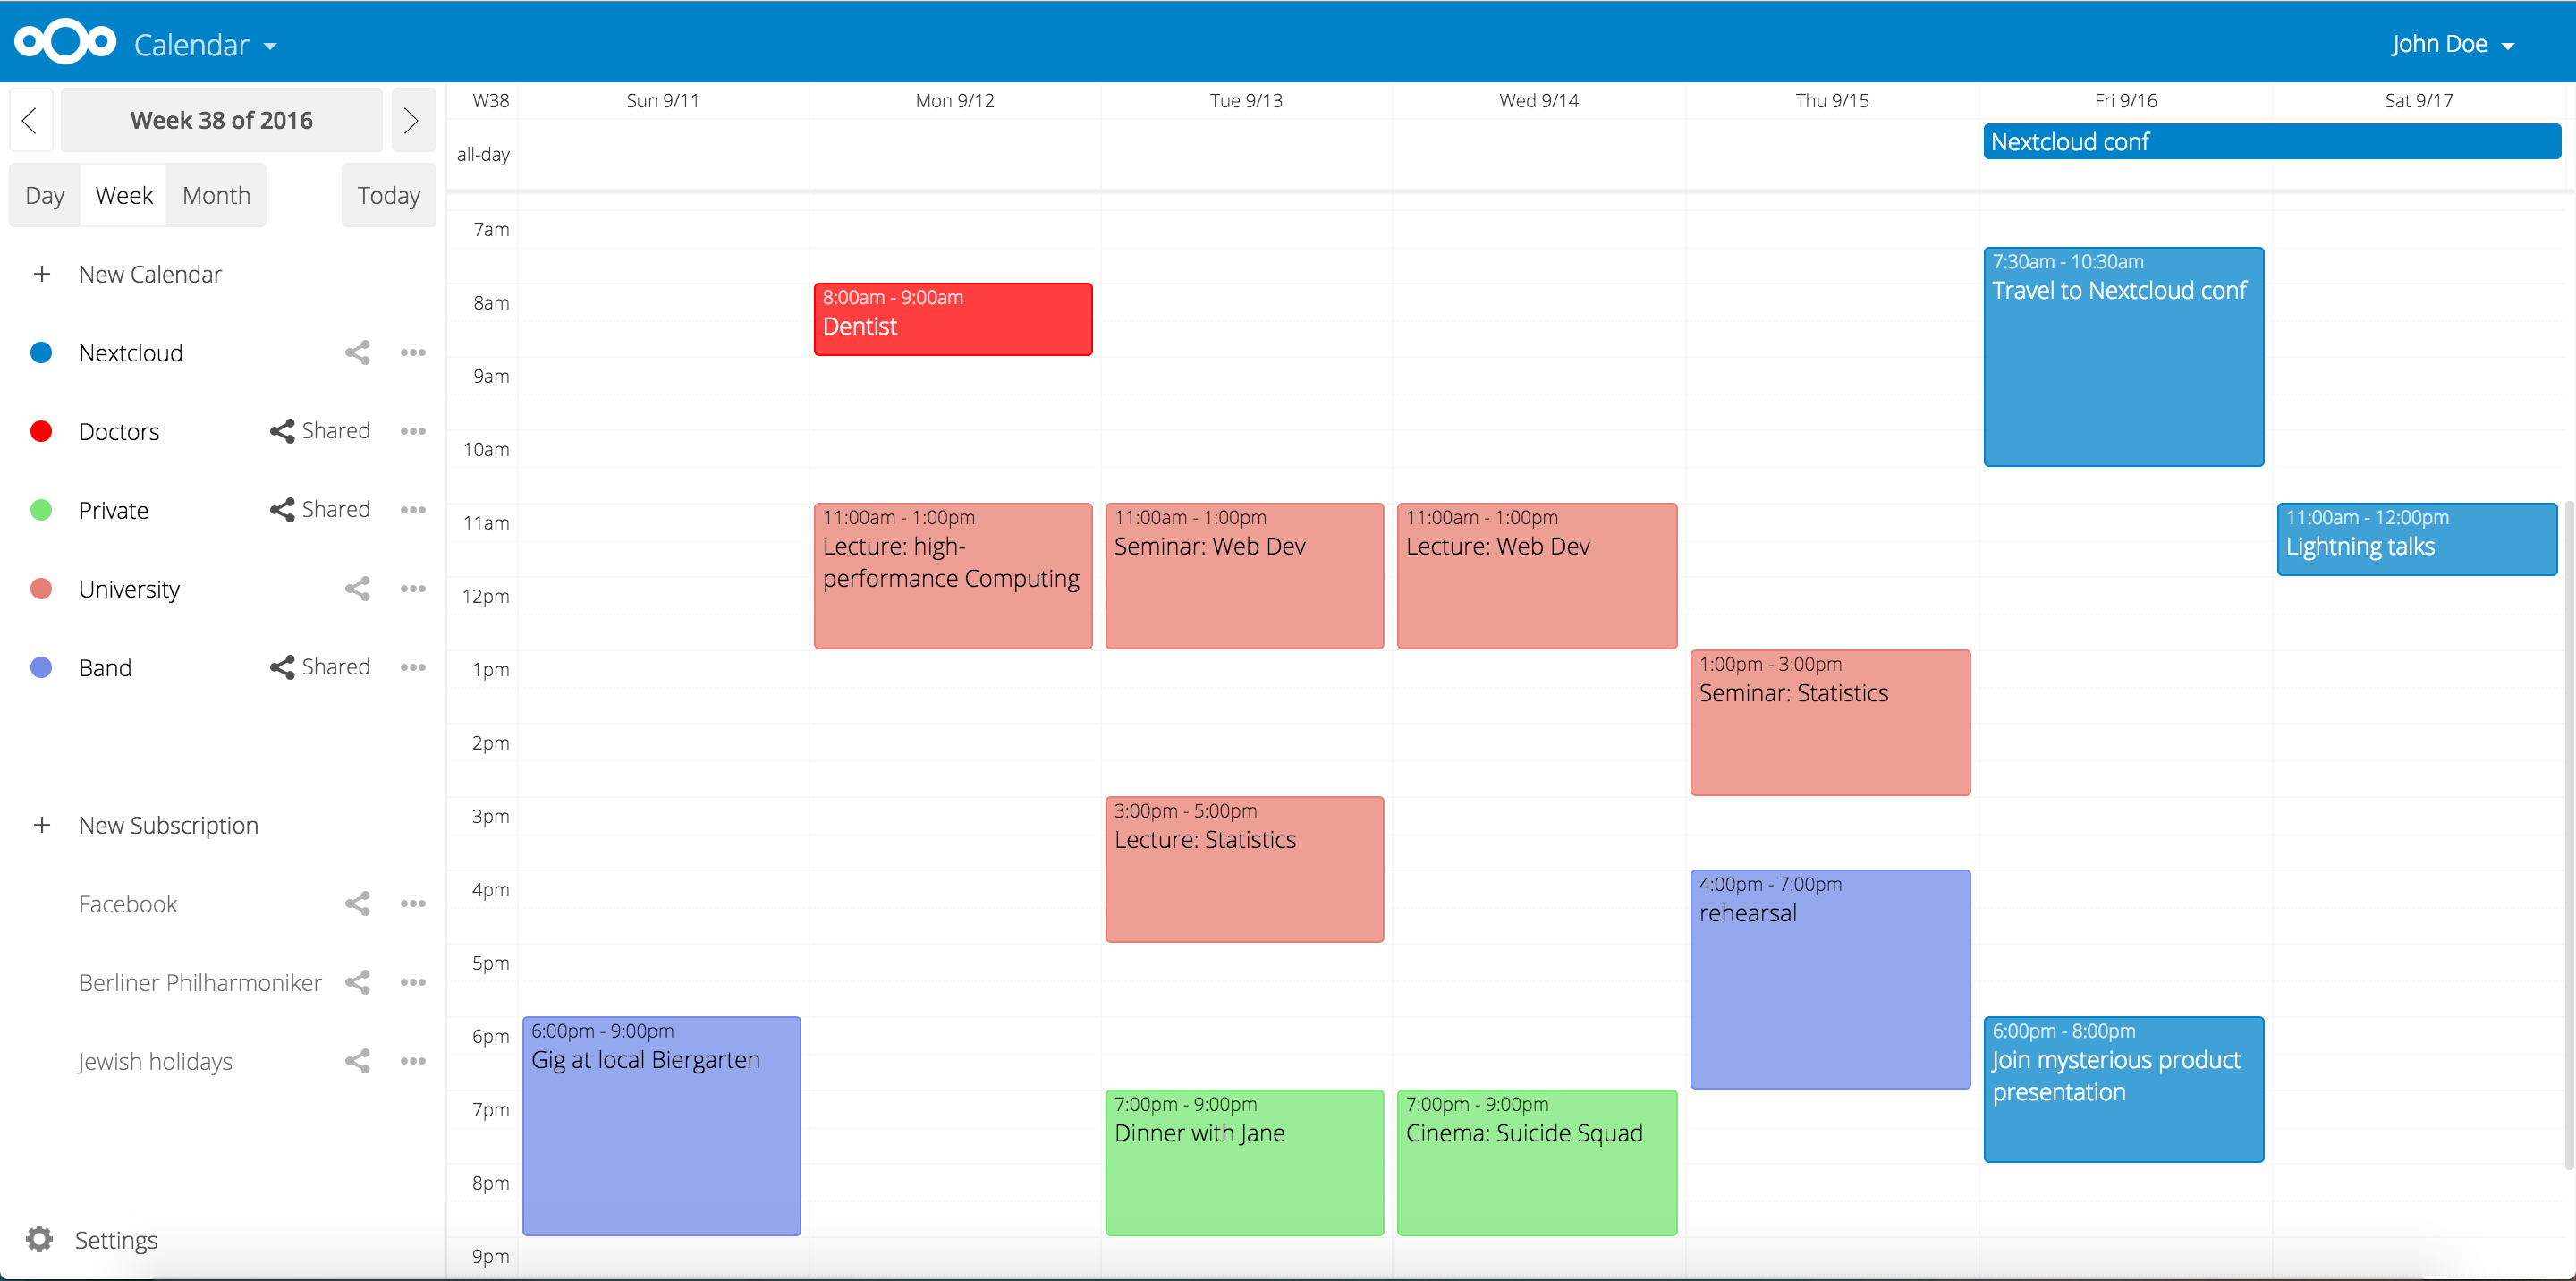 Calendar
John Doe
Week 38 of 2016
Day Week Month Today
New Calendar
Nextcloud
Doctors Shared
Private Shared
University
Band Shared
New Subscription
Facebook
Berliner Philharmoniker
Jewish holidays
Settings
W38 Sun 9/11 Mon 9/12 Tue 9/13 Wed 9/14 Thu 9/15 Fri 9/16 Sat 9/17
all-day
Nextcloud conf
7am
8am
9am
10am
11am
12pm
1pm
2pm
3pm
4pm
5pm
6pm
7pm
8pm
9pm
6:00pm - 9:00pm
Gig at local Biergarten
8:00am - 9:00am
Dentist
11:00am - 1:00pm
Lecture: high-
performance Computing
11:00am - 1:00pm
Seminar: Web Dev
3:00pm - 5:00pm
Lecture: Statistics
7:00pm - 9:00pm
Dinner with Jane
11:00am - 1:00pm
Lecture: Web Dev
7:00pm - 9:00pm
Cinema: Suicide Squad
1:00pm - 3:00pm
Seminar: Statistics
4:00pm - 7:00pm
rehearsal
7:30am - 10:30am
Travel to Nextcloud conf
6:00pm - 8:00pm
Join mysterious product
presentation
11:00am - 12:00pm
Lightning talks